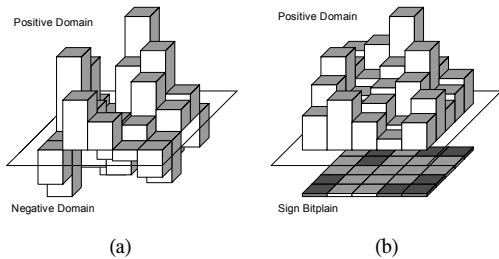 Positive Domain
Positive Domain
Negative Domain
Sign Bitplain
(a)
(b)